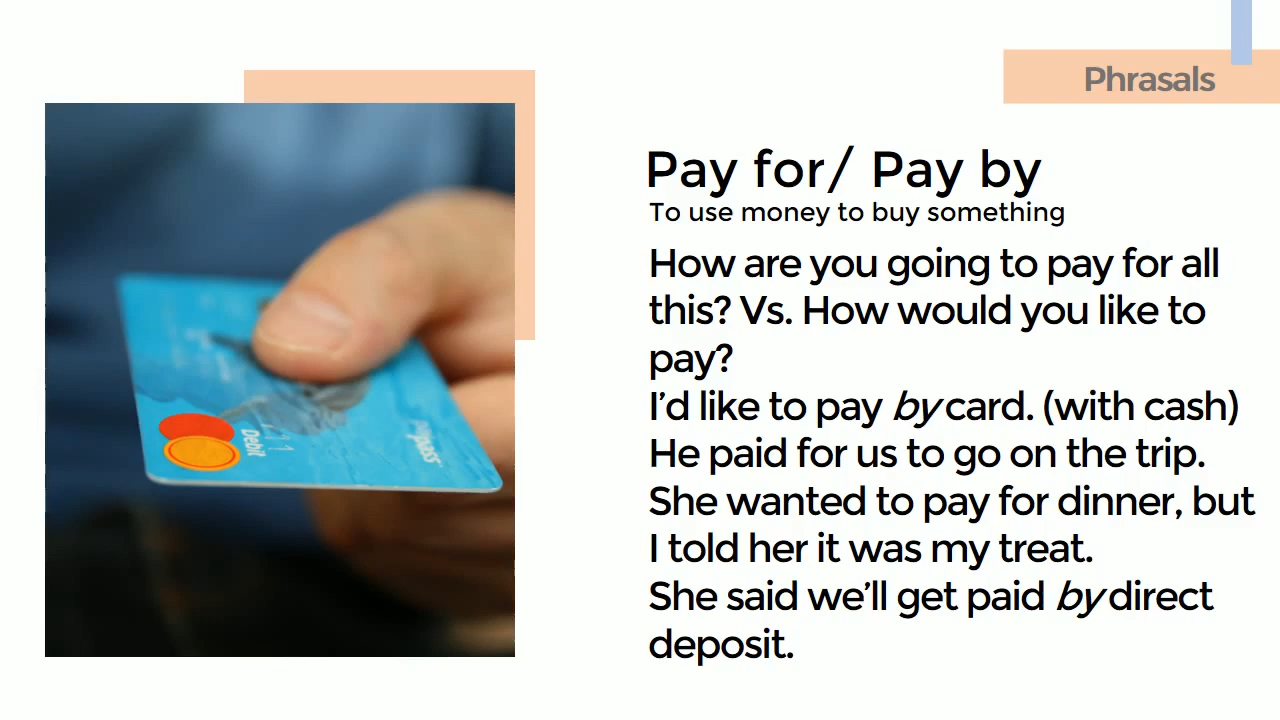 Phrasals
Pay for/ Pay by
To use money to buy something
How are you going to pay for all
this? Vs. How would you like to
pay?
I'd like to pay by card. (with cash)
He paid for us to go on the trip.
She wanted to pay for dinner, but
I told her it was my treat.
She said we'll get paid by direct
deposit.
Debit